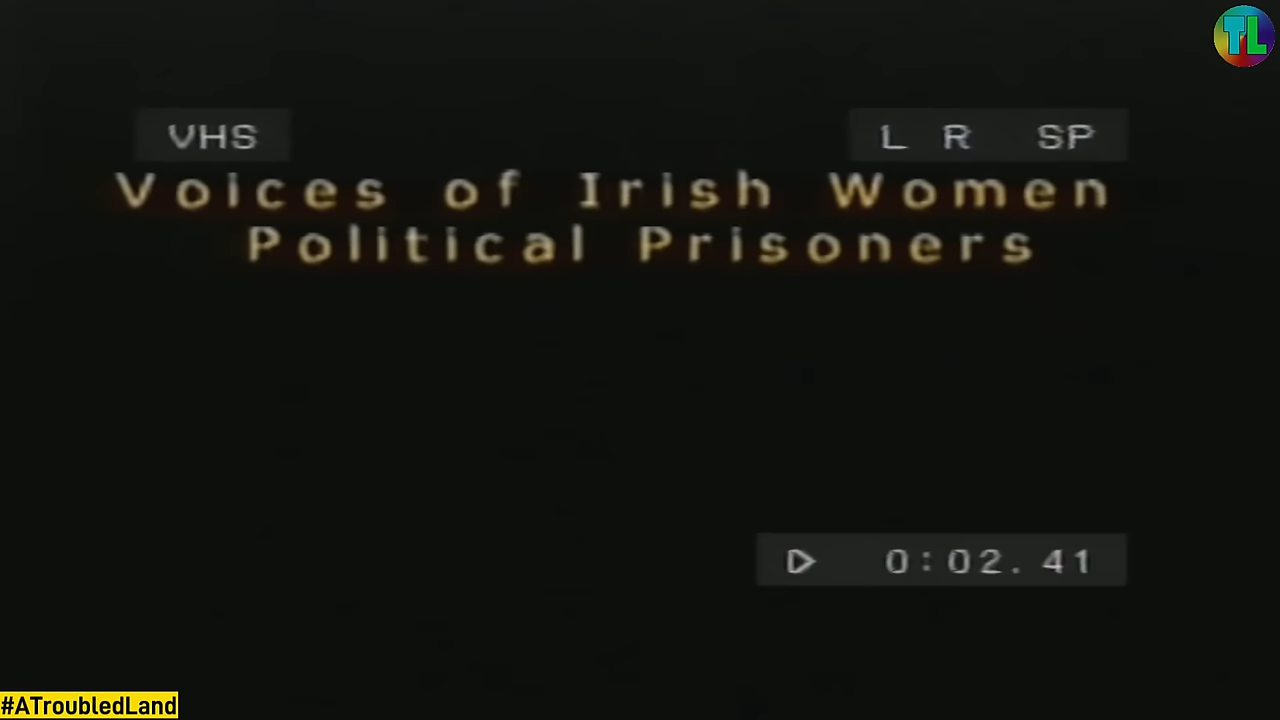 TL
VHS L R SP
Voices of Irish Women
Political Prisoners
0:02.41
#ATroubledLand